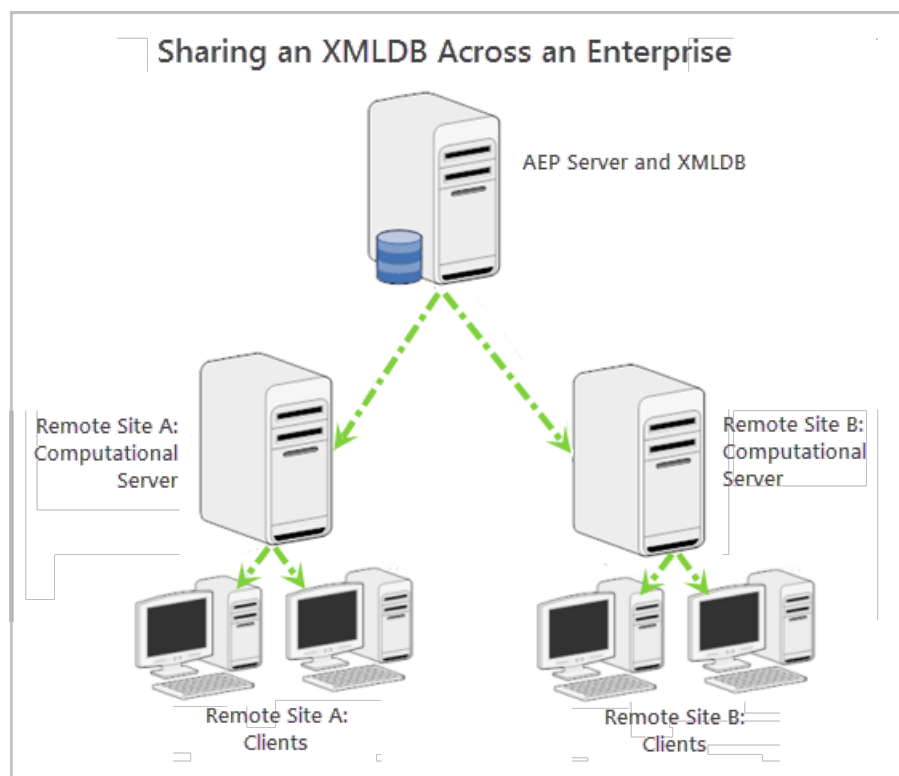 Sharing an XMLDB Across an Enterprise
AEP Server and XMLDB
Remote Site A:
Computational
Server
Remote Site B:
Computational
Server
Remote Site A:
Clients
Remote Site B:
Clients